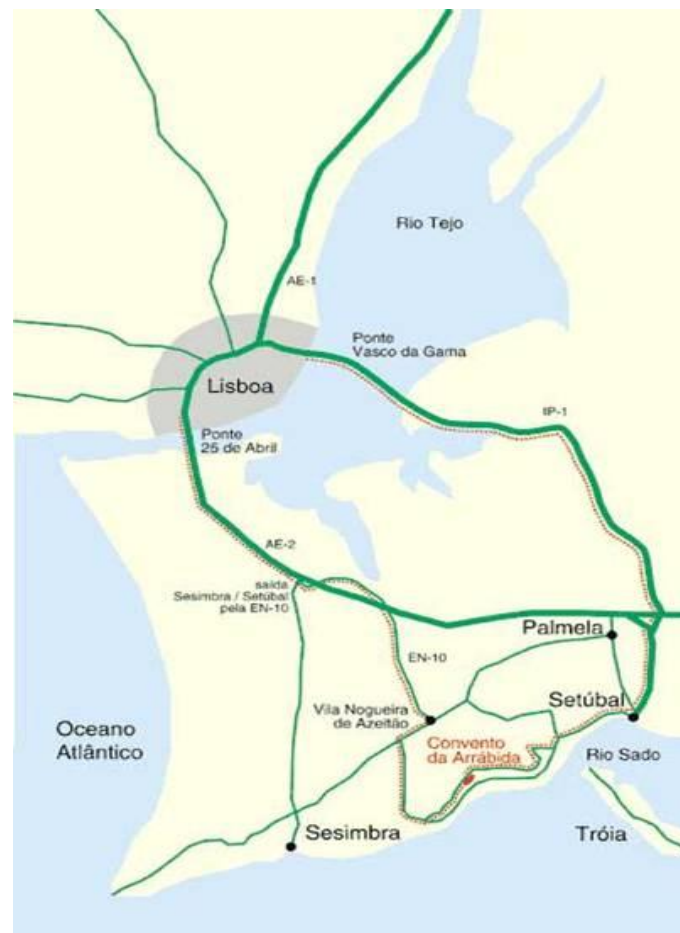 Rio Tejo
AE-1
Ponte
Vasco da Gama
Lisboa
IP-1
Ponte
25 de Abril
AE-2
saída
Sesimbra / Setúbal
pela EN-10
Palmela
EN-10
Setúbal
Vila Nogueira
de Azeitão
Oceano
Atlântico
Convento
da Arrábida
Rio Sado
Sesimbra
Tróia